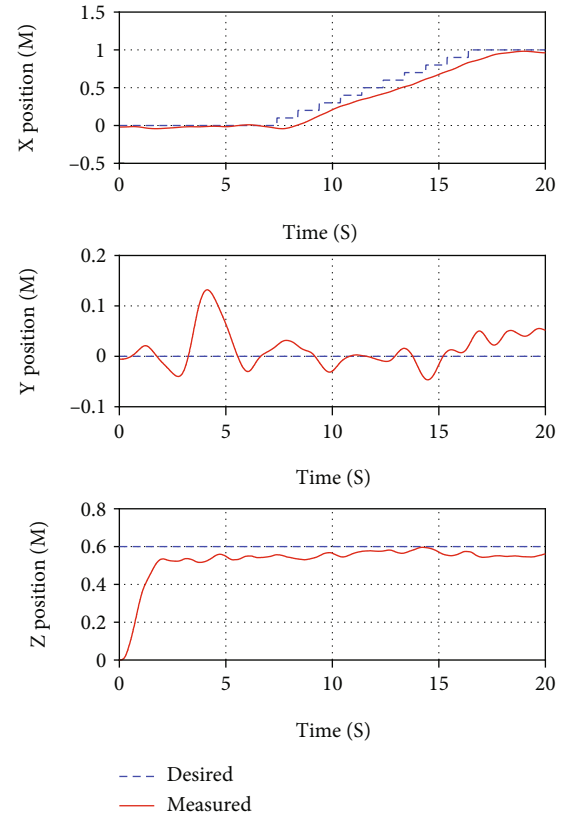 X position (M)
1
0.5
0
−0.5
0 5 10 15 20
Time (S)
Y position (M)
0.2
0.1
0
−0.1
0 5 10 15 20
Time (S)
Z position (M)
0.8
0.6
0.4
0.2
0
0 5 10 15 20
Time (S)
Desired
Measured